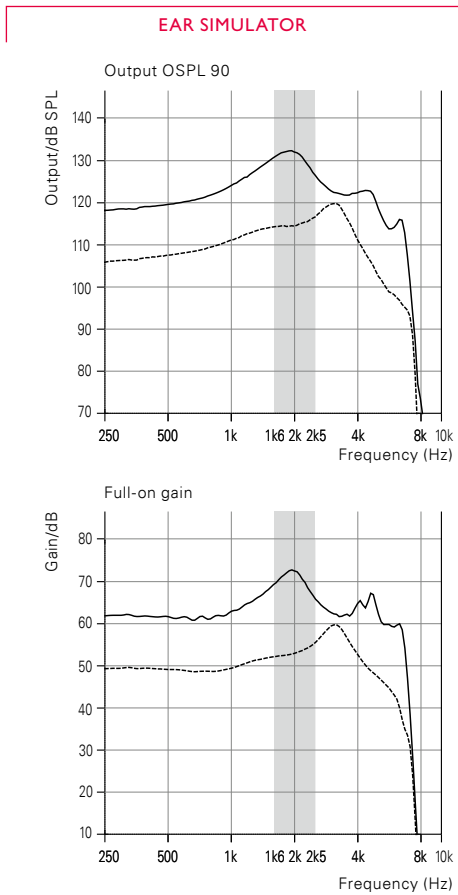 EAR SIMULATOR
Output OSPL 90
Output/dB SPL
140
130
120
110
100
90
80
70
250 500 1k 1k6 2k 2k5 4k 8k 10k
Frequency (Hz)
Full-on gain
Gain/dB
80
70
60
50
40
30
20
10
250 500 1k 1k6 2k 2k5 4k 8k 10k
Frequency (Hz)